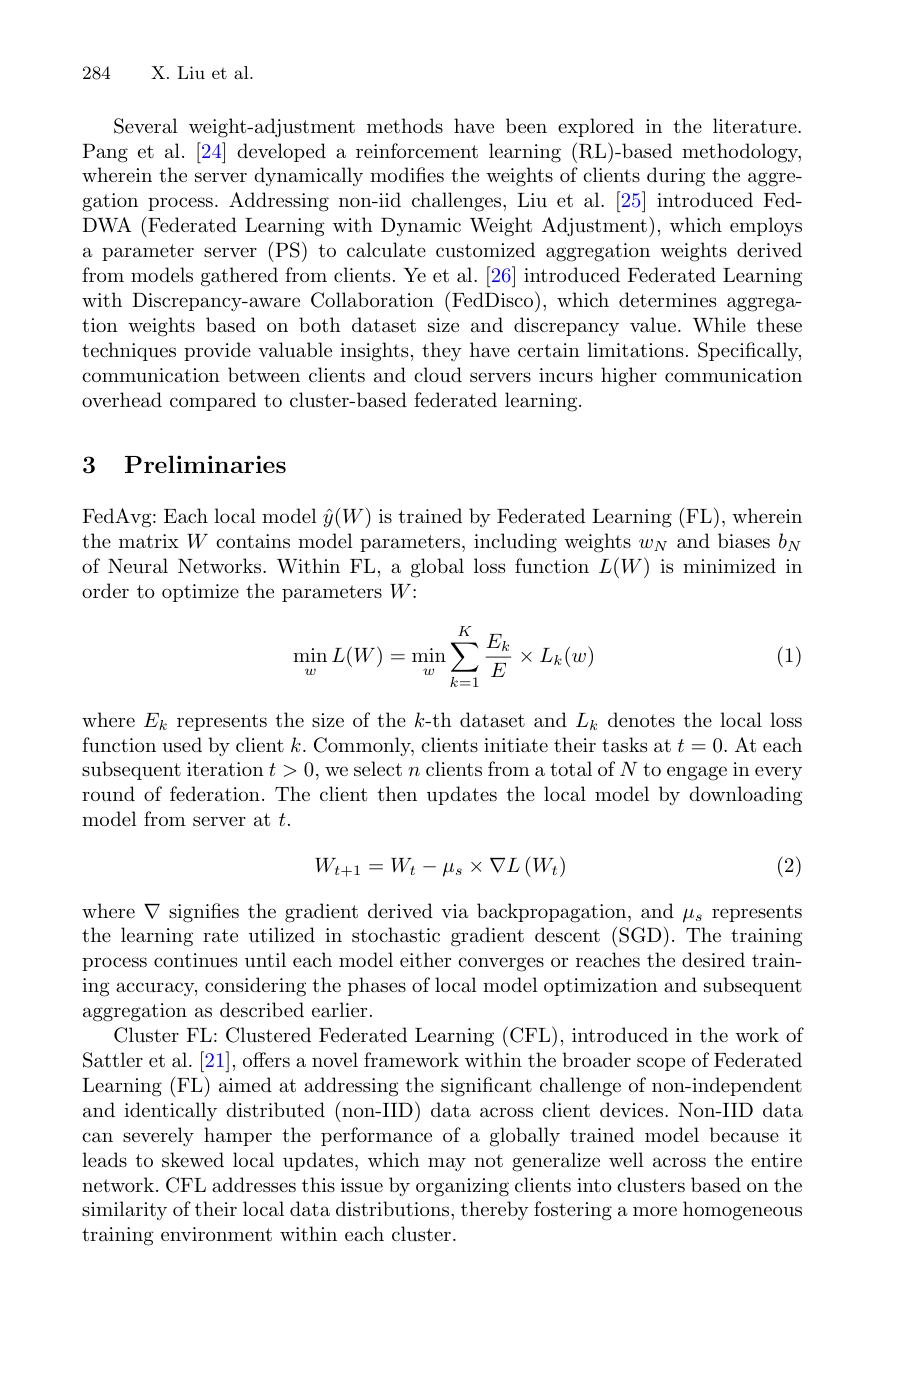 284 X. Liu et al.
Several weight-adjustment methods have been explored in the literature.
Pang et al. [24] developed a reinforcement learning (RL)-based methodology,
wherein the server dynamically modifies the weights of clients during the aggre-
gation process. Addressing non-iid challenges, Liu et al. [25] introduced Fed-
DWA (Federated Learning with Dynamic Weight Adjustment), which employs
a parameter server (PS) to calculate customized aggregation weights derived
from models gathered from clients. Ye et al. [26] introduced Federated Learning
with Discrepancy-aware Collaboration (FedDisco), which determines aggrega-
tion weights based on both dataset size and discrepancy value. While these
techniques provide valuable insights, they have certain limitations. Specifically,
communication between clients and cloud servers incurs higher communication
overhead compared to cluster-based federated learning.
3 Preliminaries
FedAvg: Each local model ŷ(W) is trained by Federated Learning (FL), wherein
the matrix W contains model parameters, including weights w_N and biases b_N
of Neural Networks. Within FL, a global loss function L(W) is minimized in
order to optimize the parameters W:
min_w L(W) = min_w ∑_{k=1}^{K} E_k/E × L_k(w) (1)
where E_k represents the size of the k-th dataset and L_k denotes the local loss
function used by client k. Commonly, clients initiate their tasks at t = 0. At each
subsequent iteration t > 0, we select n clients from a total of N to engage in every
round of federation. The client then updates the local model by downloading
model from server at t.
W_{t+1} = W_t − μ_s × ∇L (W_t) (2)
where ∇ signifies the gradient derived via backpropagation, and μ_s represents
the learning rate utilized in stochastic gradient descent (SGD). The training
process continues until each model either converges or reaches the desired train-
ing accuracy, considering the phases of local model optimization and subsequent
aggregation as described earlier.
Cluster FL: Clustered Federated Learning (CFL), introduced in the work of
Sattler et al. [21], offers a novel framework within the broader scope of Federated
Learning (FL) aimed at addressing the significant challenge of non-independent
and identically distributed (non-IID) data across client devices. Non-IID data
can severely hamper the performance of a globally trained model because it
leads to skewed local updates, which may not generalize well across the entire
network. CFL addresses this issue by organizing clients into clusters based on the
similarity of their local data distributions, thereby fostering a more homogeneous
training environment within each cluster.